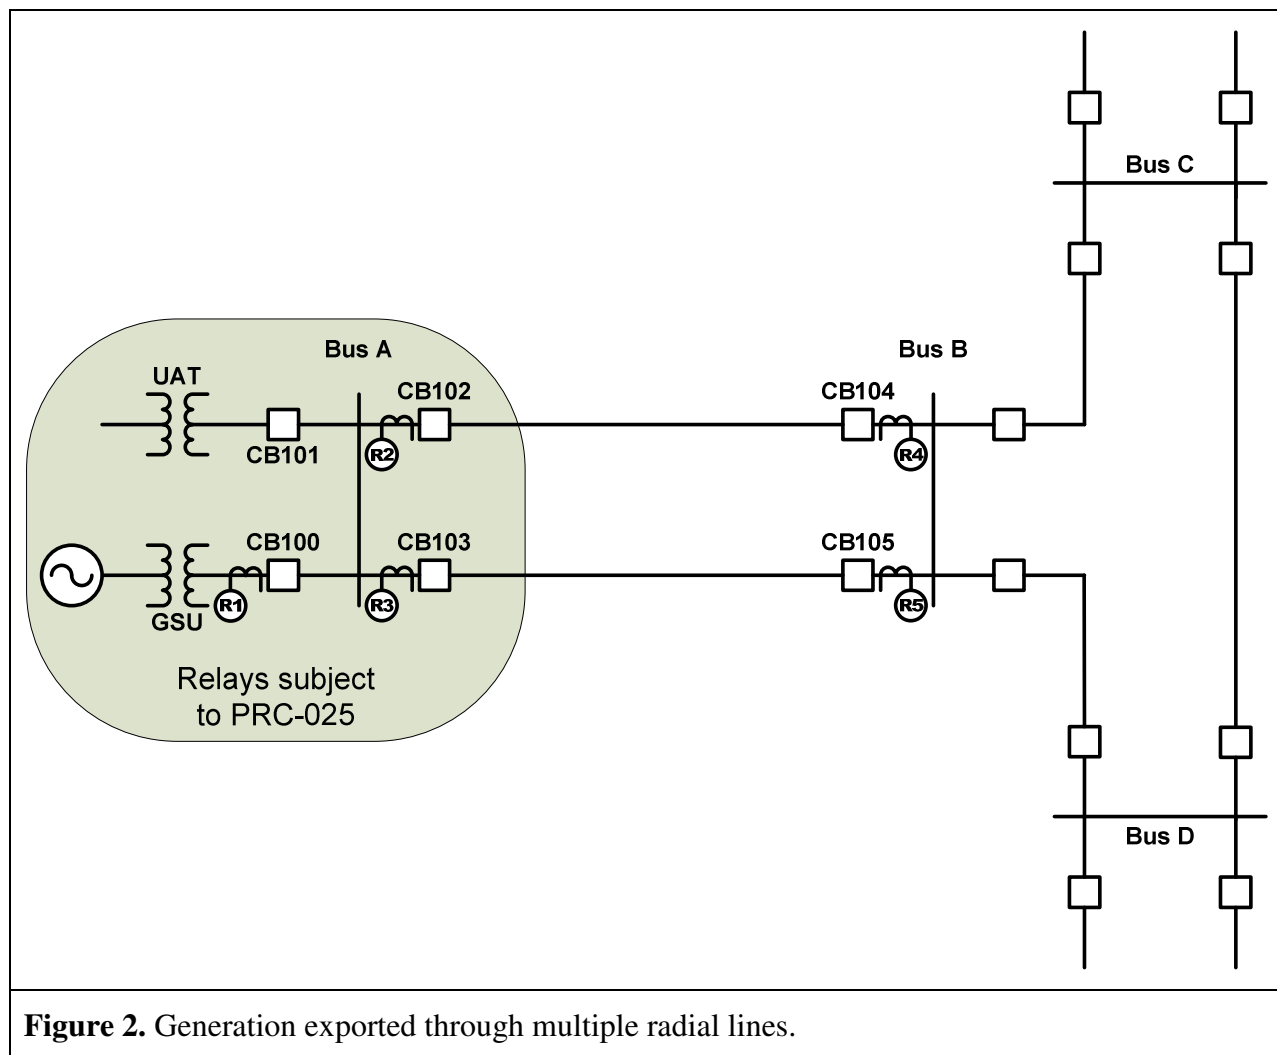 Bus C
Bus A
Bus B
UAT
CB102
CB104
CB101
R2
R4
CB100
CB103
CB105
R1
R3
R5
GSU
Relays subject
to PRC-025
Bus D
Figure 2. Generation exported through multiple radial lines.